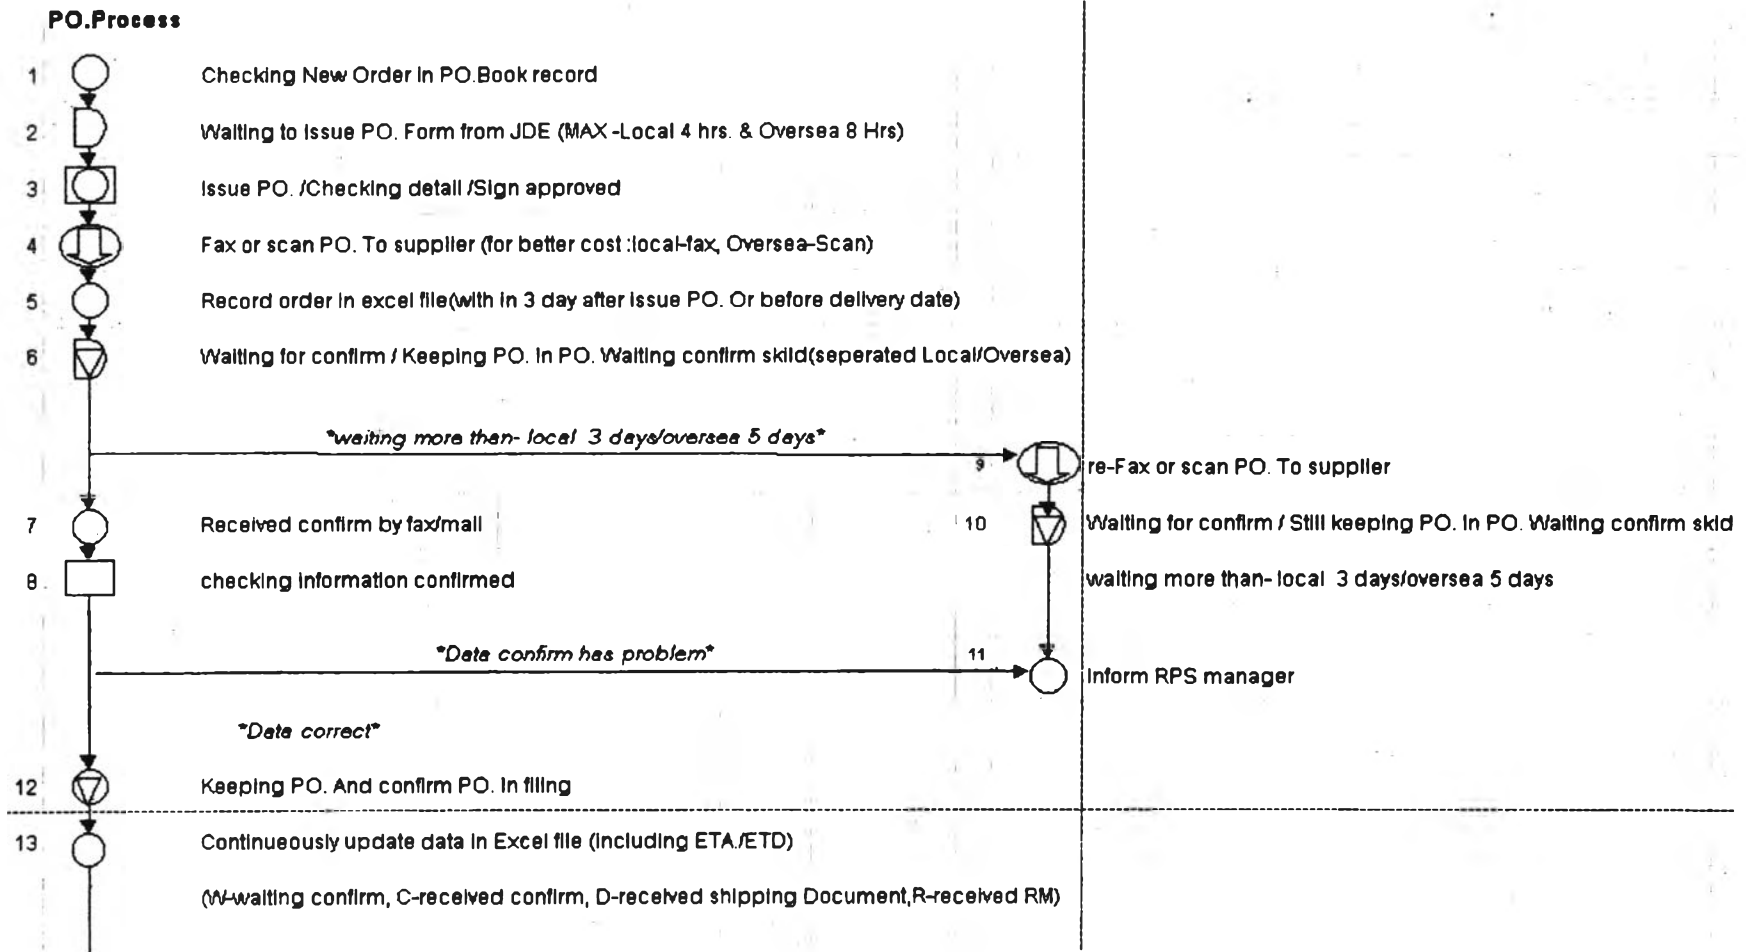 PO.Process
1 Checking New Order in PO.Book record
2 Waiting to issue PO. Form from JDE (MAX -Local 4 hrs. & Oversea 8 Hrs)
3 Issue PO. /Checking detail /Sign approved
4 Fax or scan PO. To supplier (for better cost :local-fax, Oversea-Scan)
5 Record order in excel file(with in 3 day after issue PO. Or before delivery date)
6 Waiting for confirm / Keeping PO. In PO. Waiting confirm skild(seperated Local/Oversea)
"waiting more than- local 3 days/oversea 5 days"
9 re-Fax or scan PO. To supplier
7 Received confirm by fax/mail
10 Waiting for confirm / Still keeping PO. In PO. Waiting confirm skid
8 checking information confirmed
waiting more than- local 3 days/oversea 5 days
"Data confirm has problem"
11 Inform RPS manager
"Data correct"
12 Keeping PO. And confirm PO. In filing
13 Continueously update data in Excel file (including ETA./ETD)
(W-waiting confirm, C-received confirm, D-received shipping Document,R-received RM)